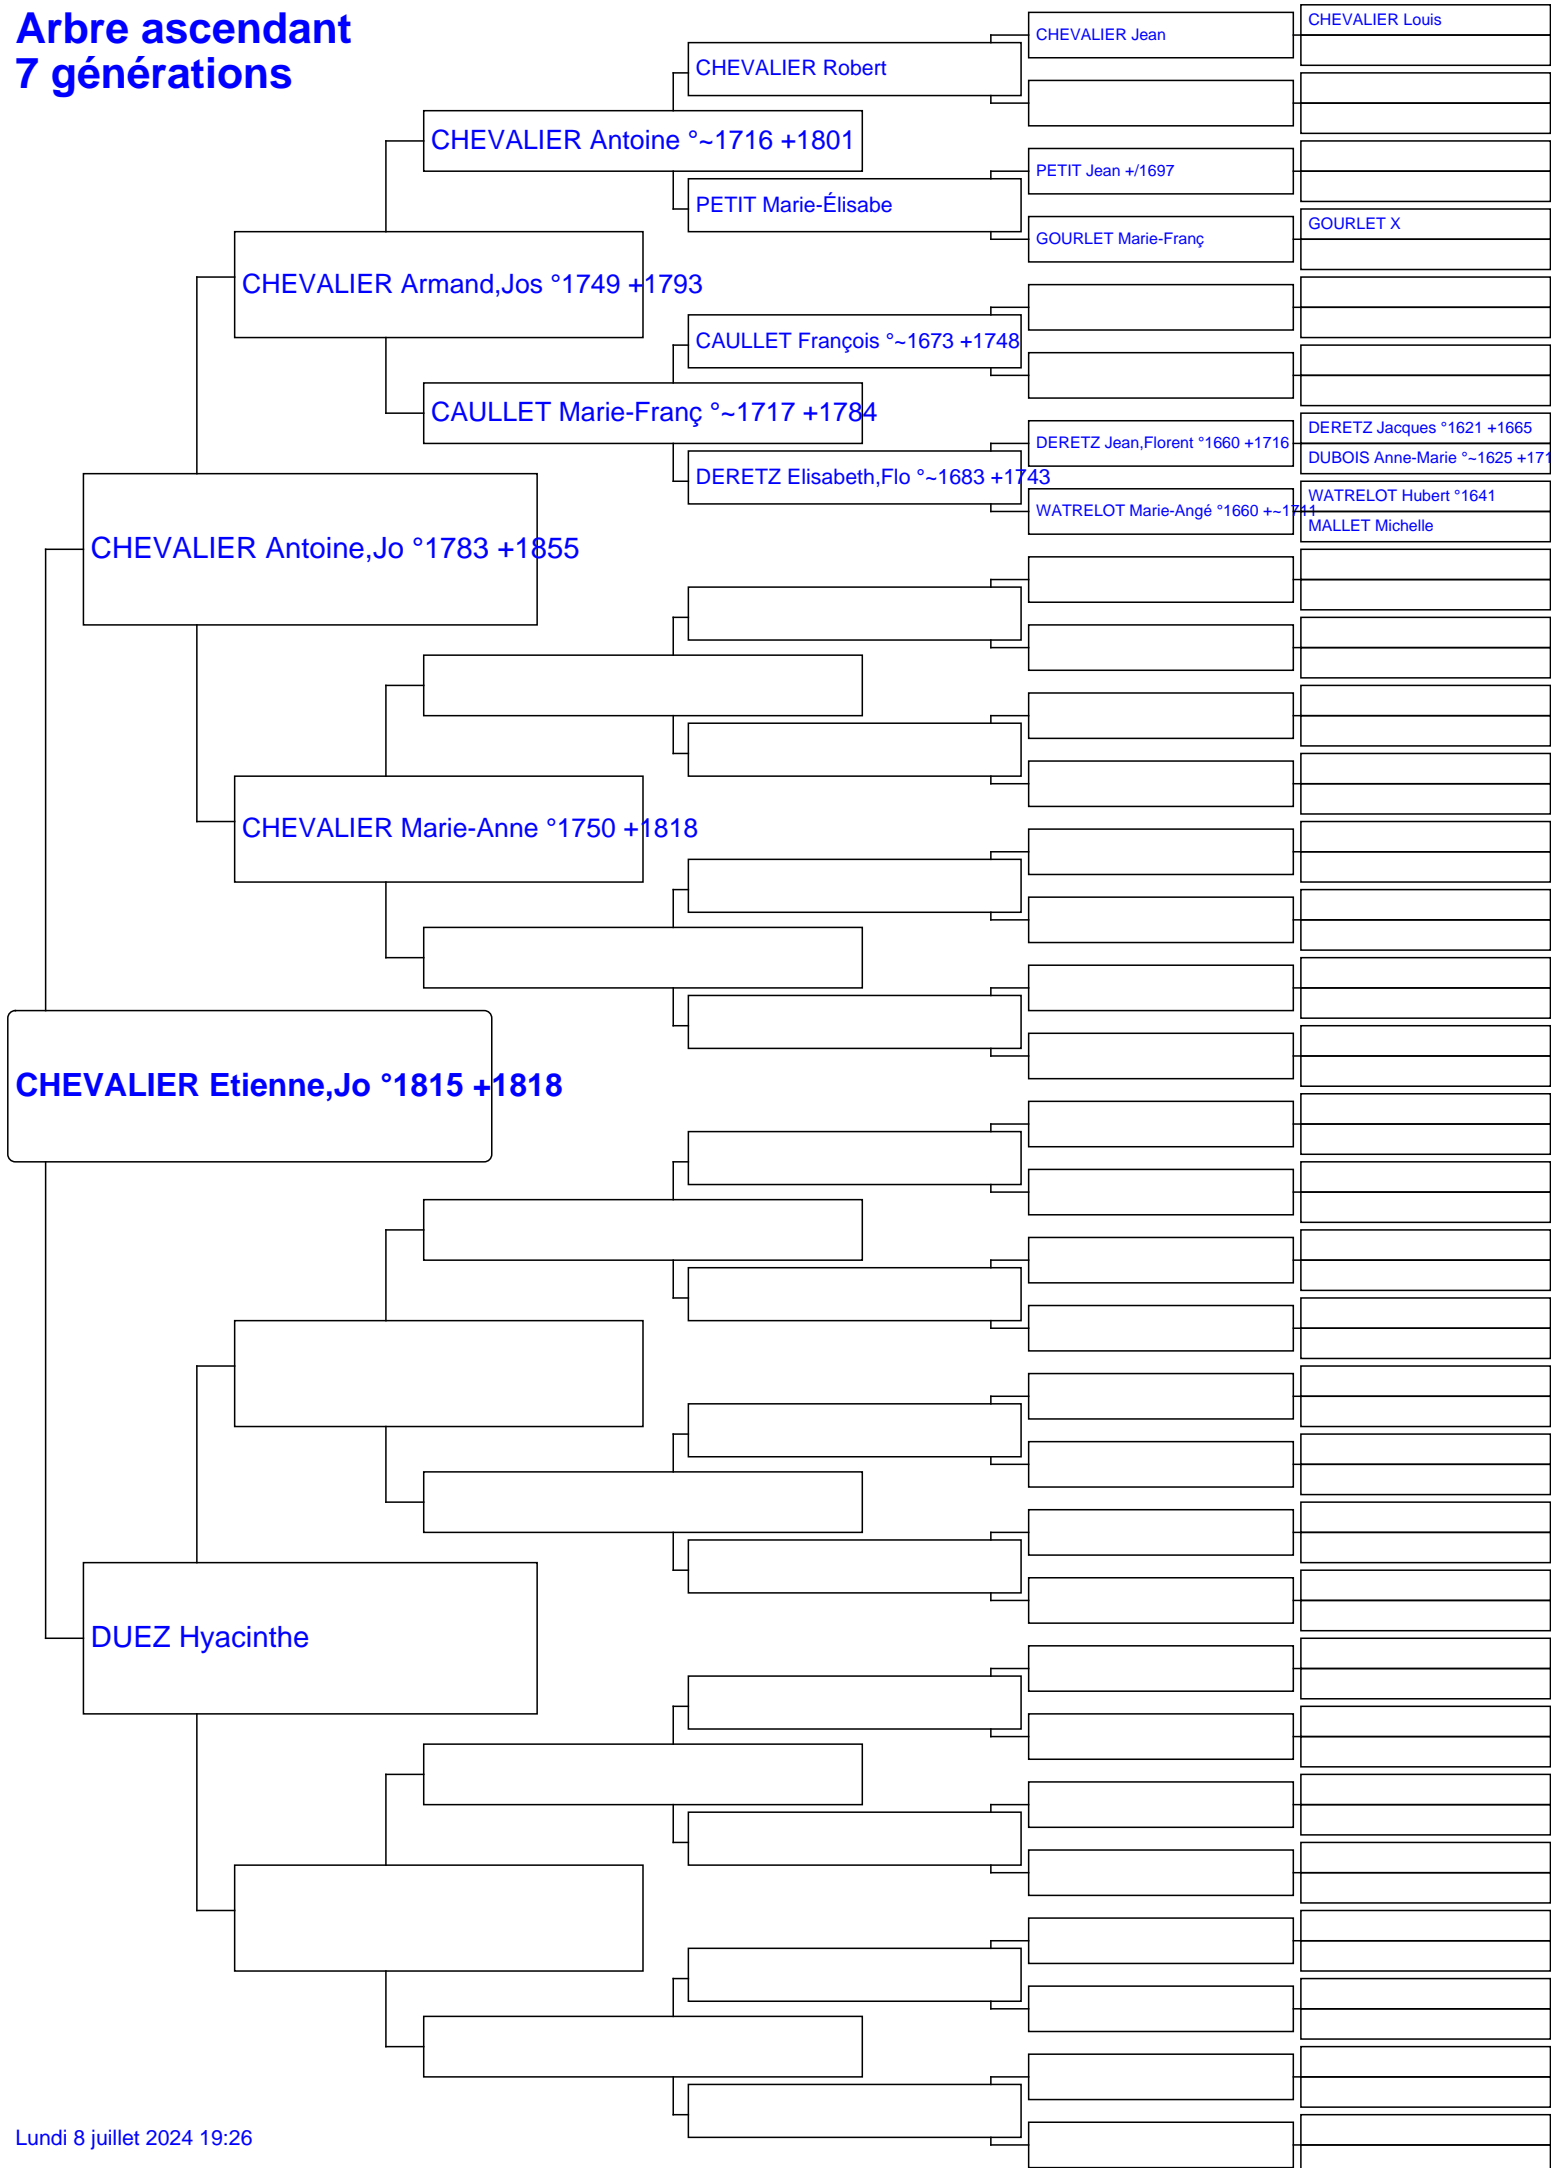 Arbre ascendant
7 générations
CHEVALIER Louis
CHEVALIER Jean
CHEVALIER Robert
CHEVALIER Antoine °~1716 +1801
PETIT Jean +/1697
PETIT Marie-Élisabe
GOURLET X
GOURLET Marie-Franç
CHEVALIER Armand,Jos °1749 +1793
CAULLET François °~1673 +1748
CAULLET Marie-Franç °~1717 +1784
DERETZ Jacques °1621 +1665
DERETZ Jean,Florent °1660 +1716
DUBOIS Anne-Marie °~1625 +171
DERETZ Elisabeth,Flo °~1683 +1743
WATRELOT Hubert °1641
WATRELOT Marie-Angé °1660 +~1711
MALLET Michelle
CHEVALIER Antoine,Jo °1783 +1855
CHEVALIER Marie-Anne °1750 +1818
CHEVALIER Etienne,Jo °1815 +1818
DUEZ Hyacinthe
Lundi 8 juillet 2024 19:26